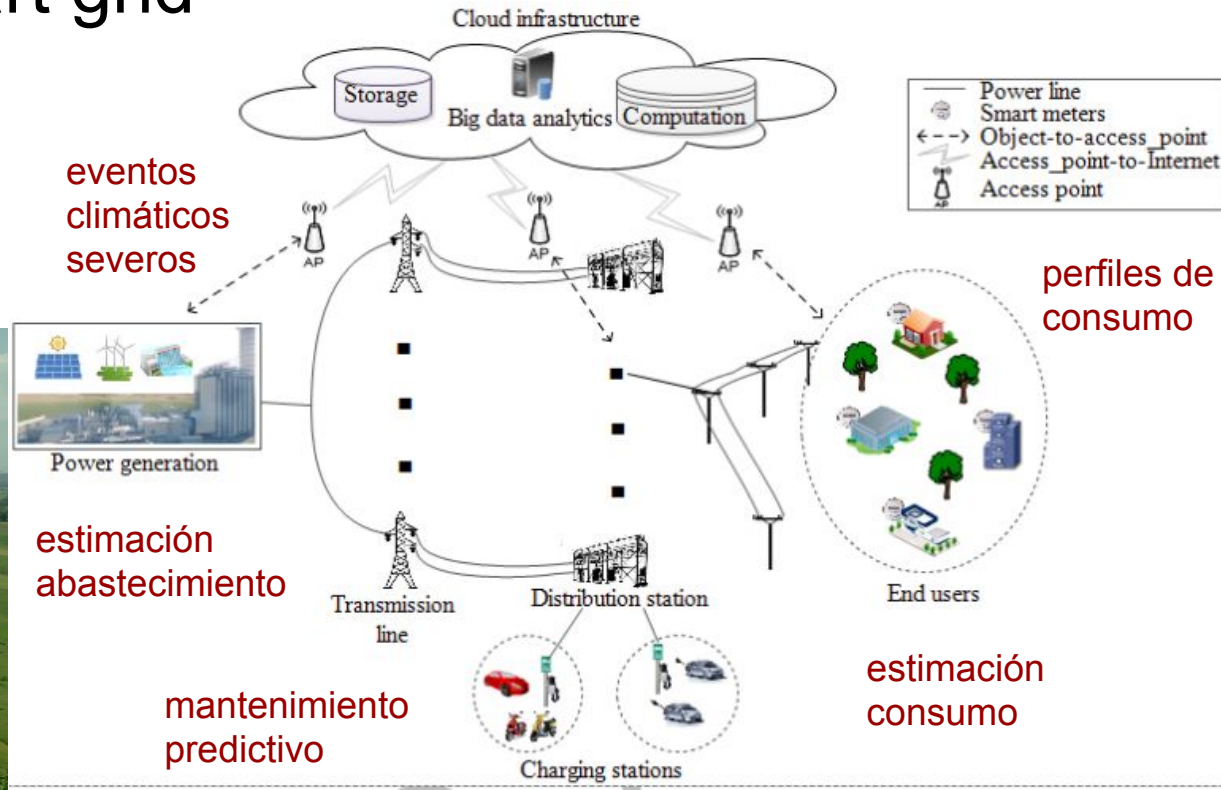 grid
Cloud infrastructure
Storage
Big data analytics
Computation
Power line
Smart meters
Object-to-access_point
Access_point-to-Internet
Access point
AP
eventos
climáticos
severos
AP
AP
AP
perfiles de
consumo
Power generation
estimación
abastecimiento
Transmission
line
Distribution station
End users
mantenimiento
predictivo
estimación
consumo
Charging stations